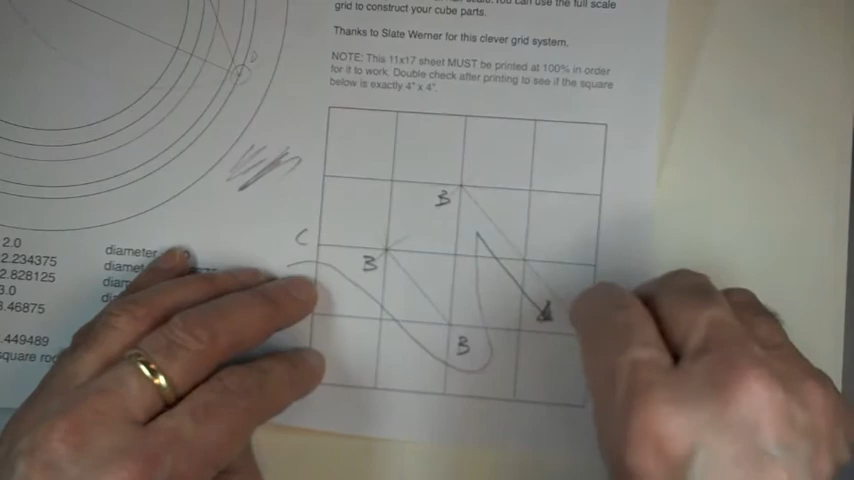 grid to construct your cube parts.
Thanks to Slate Werner for this clever grid system.
NOTE: This 11x17 sheet MUST be printed at 100% in order
for it to work. Double check after printing to see if the square
below is exactly 4" x 4".
B
C
B
B
2.0
2.234375
2.828125
3.0
3.46875
2.449489
square
diameter